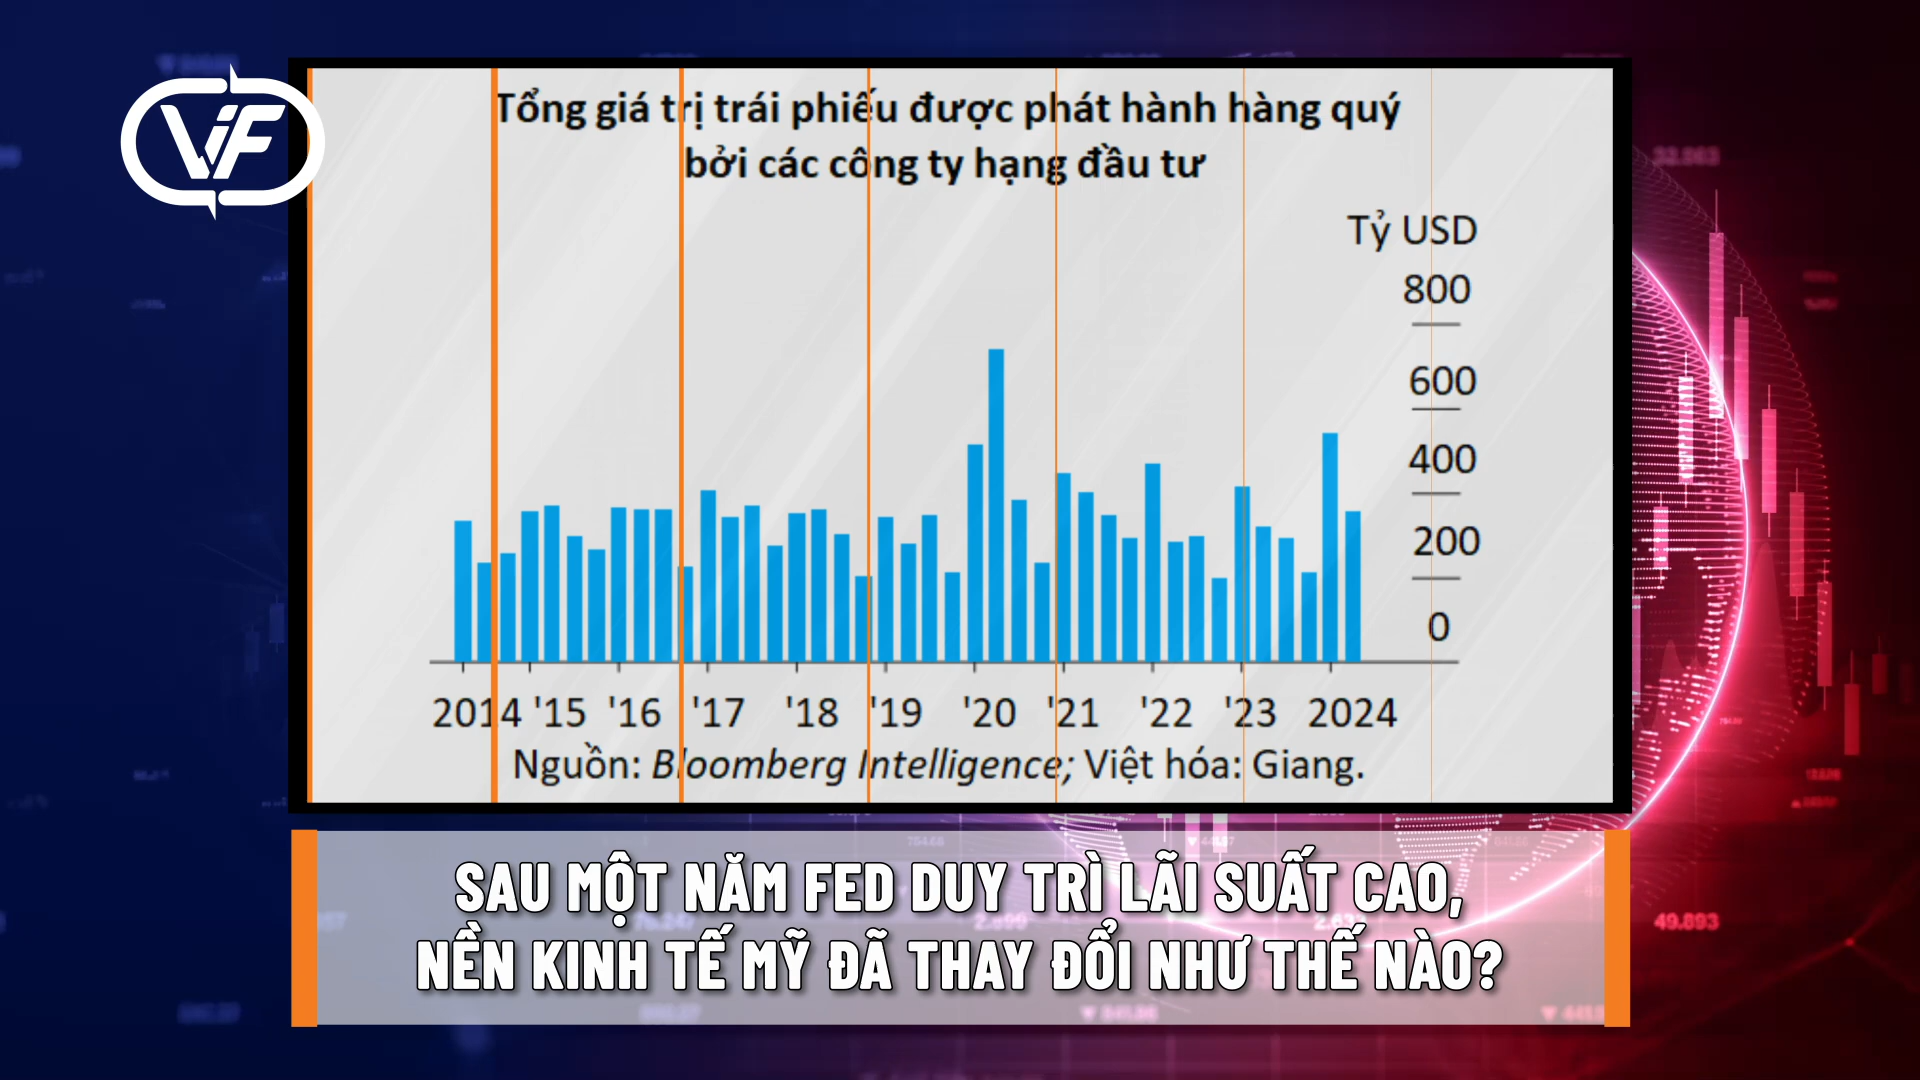 VF
Tổng giá trị trái phiếu được phát hành hàng quý
bởi các công ty hạng đầu tư
Tỷ USD
800
600
400
200
0
2014 '15 '16 '17 '18 '19 '20 '21 '22 '23 2024
Nguồn: Bloomberg Intelligence; Việt hóa: Giang.
SAU MỘT NĂM FED DUY TRÌ LÃI SUẤT CAO,
NỀN KINH TẾ MỸ ĐÃ THAY ĐỔI NHƯ THẾ NÀO?
49.893